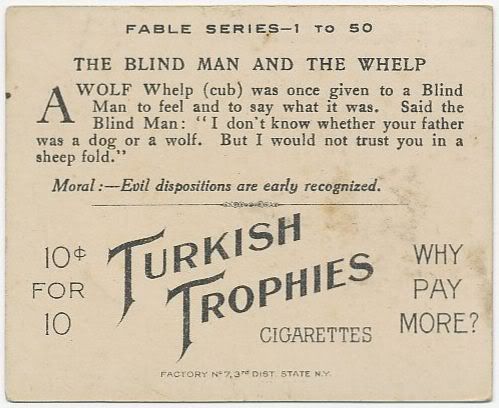 FABLE SERIES—1 TO 50
THE BLIND MAN AND THE WHELP
A WOLF Whelp (cub) was once given to a Blind
Man to feel and to say what it was. Said the
Blind Man: "I don't know whether your father
was a dog or a wolf. But I would not trust you in a
sheep fold."
Moral:—Evil dispositions are early recognized.
10¢
FOR
10
TURKISH
TROPHIES
CIGARETTES
WHY
PAY
MORE?
FACTORY Nº 7, 3RD DIST. STATE N.Y.